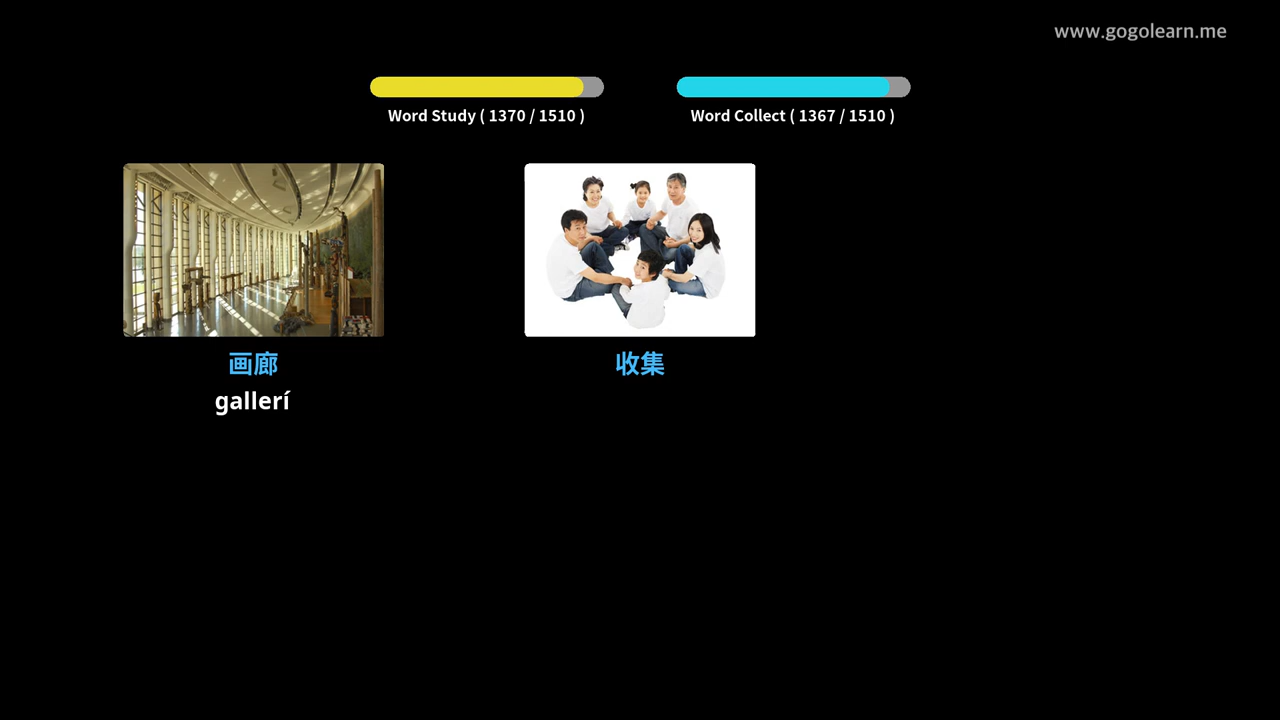 www.gogolearn.me
Word Study ( 1370 / 1510 )
Word Collect ( 1367 / 1510 )
画廊
gallerí
收集